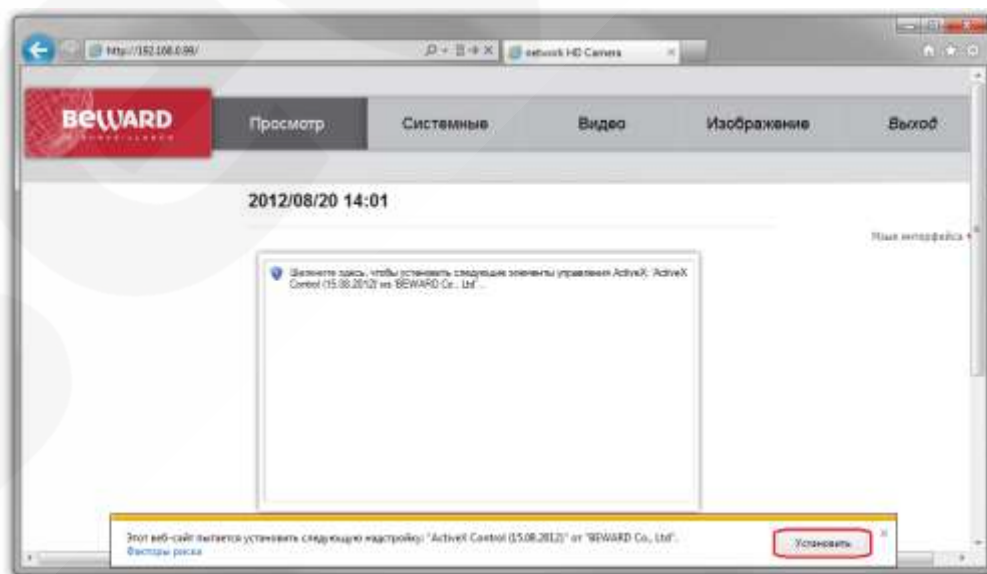 http://192.168.0.99/
network HD Camera
BEWARD
Просмотр
Системные
Видео
Изображение
Выход
2012/08/20 14:01
Язык интерфейса
Щелкните здесь, чтобы установить следующие элементы управления ActiveX: 'ActiveX
Control (15.08.2012)' из 'BEWARD Co., Ltd'...
Этот веб-сайт пытается установить следующую надстройку: "ActiveX Control (15.08.2012)" от "BEWARD Co., Ltd".
Факторы риска
Установить